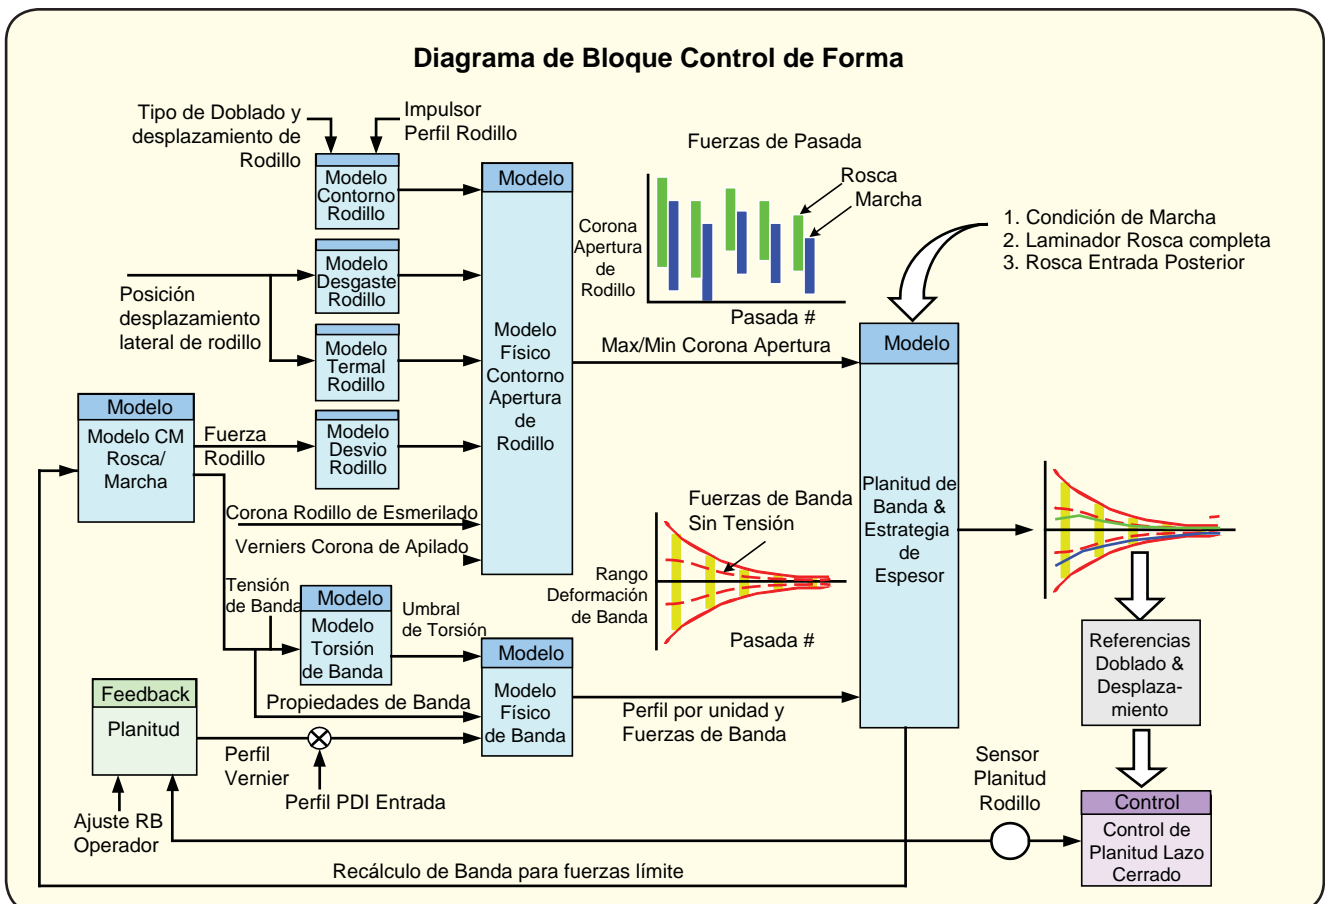 Diagrama de Bloque Control de Forma
Tipo de Doblado y
desplazamiento de
Rodillo
Impulsor
Perfil Rodillo
Modelo
Contorno
Rodillo
Modelo
Desgaste
Rodillo
Modelo
Termal
Rodillo
Modelo
Desvio
Rodillo
Posición
desplazamiento
lateral de rodillo
Modelo
Modelo CM
Rosca/
Marcha
Fuerza
Rodillo
Corona Rodillo de Esmerilado
Verniers Corona de Apilado
Modelo
Modelo
Físico
Contorno
Apertura
de
Rodillo
Fuerzas de Pasada
Rosca
Marcha
Corona
Apertura
de
Rodillo
Pasada #
Max/Min Corona Apertura
1. Condición de Marcha
2. Laminador Rosca completa
3. Rosca Entrada Posterior
Modelo
Planitud de
Banda &
Estrategia
de
Espesor
Fuerzas de Banda
Sin Tensión
Rango
Deformación
de Banda
Pasada #
Tensión
de Banda
Modelo
Modelo
Torsión
de Banda
Umbral
de Torsión
Modelo
Modelo
Físico
de Banda
Propiedades de Banda
Perfil por unidad y
Fuerzas de Banda
Feedback
Planitud
Perfil
Vernier
Perfil PDI Entrada
Ajuste RB
Operador
Referencias
Doblado &
Desplaza-
miento
Sensor
Planitud
Rodillo
Control
Control de
Planitud Lazo
Cerrado
Recálculo de Banda para fuerzas límite